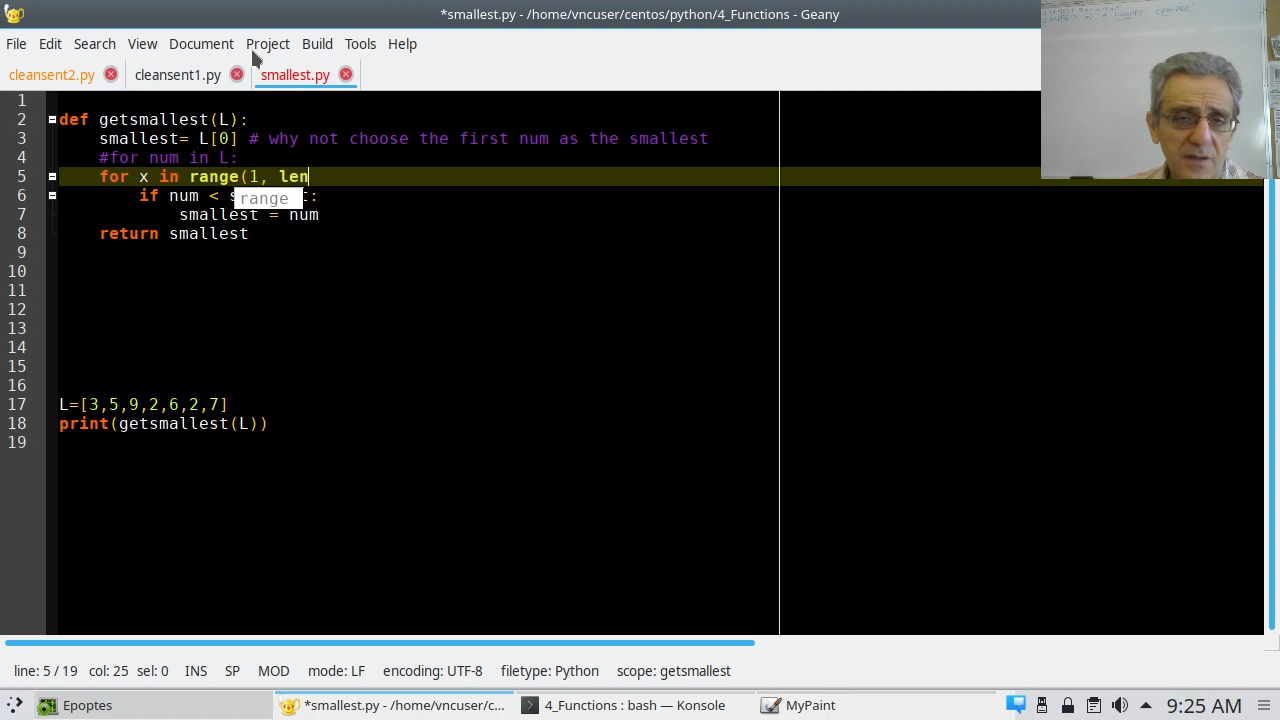 *smallest.py - /home/vncuser/centos/python/4_Functions - Geany
File Edit Search View Document Project Build Tools Help
cleansent2.py cleansent1.py smallest.py
1
2 def getsmallest(L):
3 smallest= L[0] # why not choose the first num as the smallest
4 #for num in L:
5 for x in range(1, len
range
6 if num < s t:
7 smallest = num
8 return smallest
9
10
11
12
13
14
15
16
17 L=[3,5,9,2,6,2,7]
18 print(getsmallest(L))
19
line: 5 / 19 col: 25 sel: 0 INS SP MOD mode: LF encoding: UTF-8 filetype: Python scope: getsmallest
Epoptes *smallest.py - /home/vncuser/c... 4_Functions : bash — Konsole MyPaint 9:25 AM